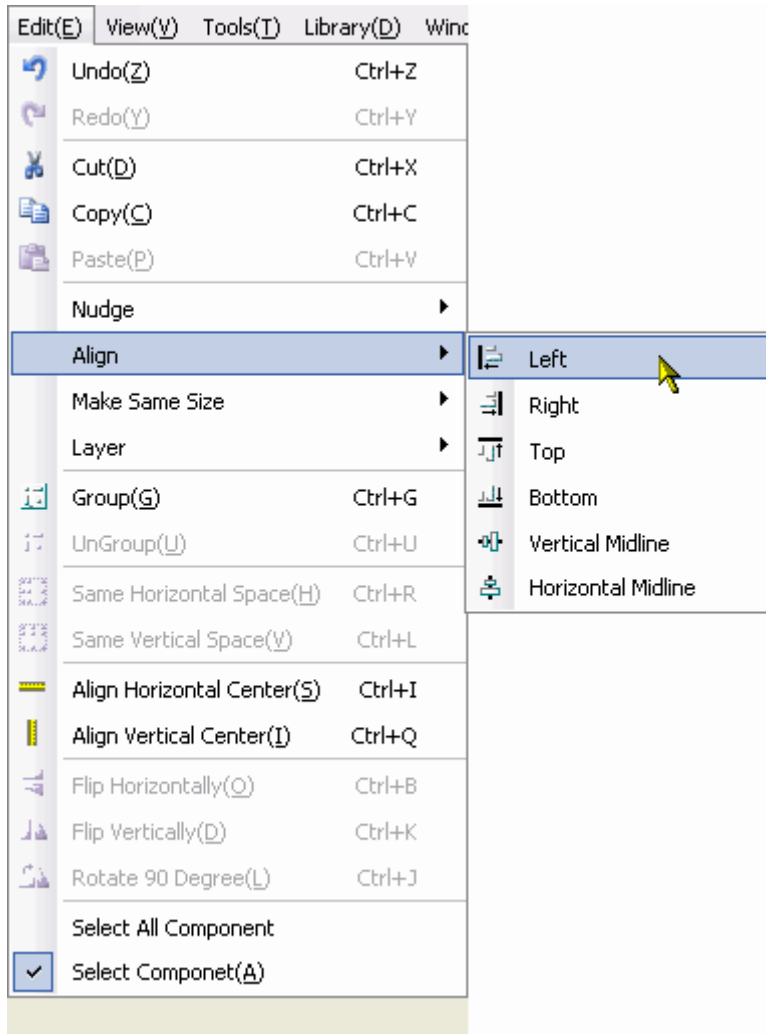 Edit(E) View(V) Tools(T) Library(D) Winc
Undo(Z) Ctrl+Z
Redo(Y) Ctrl+Y
Cut(D) Ctrl+X
Copy(C) Ctrl+C
Paste(P) Ctrl+V
Nudge
Align
Left
Make Same Size
Right
Layer
Top
Group(G) Ctrl+G
Bottom
UnGroup(U) Ctrl+U
Vertical Midline
Same Horizontal Space(H) Ctrl+R
Horizontal Midline
Same Vertical Space(V) Ctrl+L
Align Horizontal Center(S) Ctrl+I
Align Vertical Center(I) Ctrl+Q
Flip Horizontally(O) Ctrl+B
Flip Vertically(D) Ctrl+K
Rotate 90 Degree(L) Ctrl+J
Select All Component
Select Componet(A)